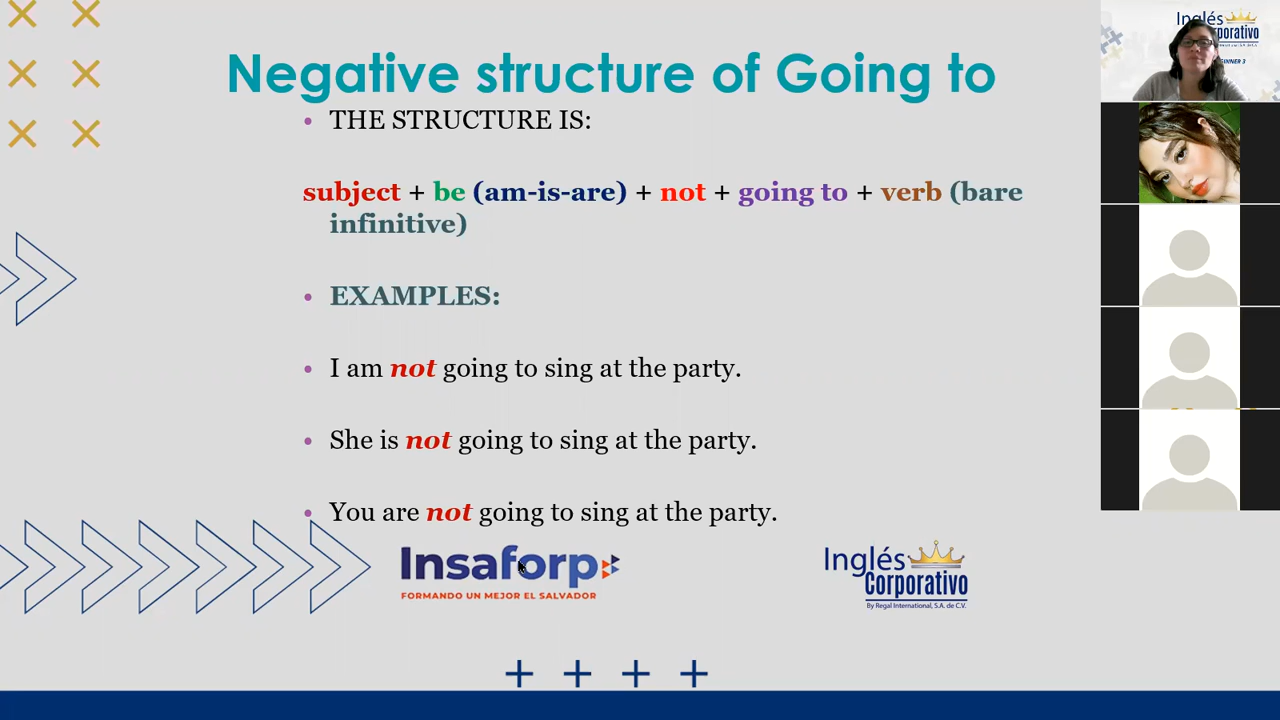 Negative structure of Going to
• THE STRUCTURE IS:
subject + be (am-is-are) + not + going to + verb (bare
infinitive)
• EXAMPLES:
• I am not going to sing at the party.
• She is not going to sing at the party.
• You are not going to sing at the party.
Insaforp
FORMANDO UN MEJOR EL SALVADOR
Inglés
Corporativo
By Regal International, S.A. de C.V.
Inglés